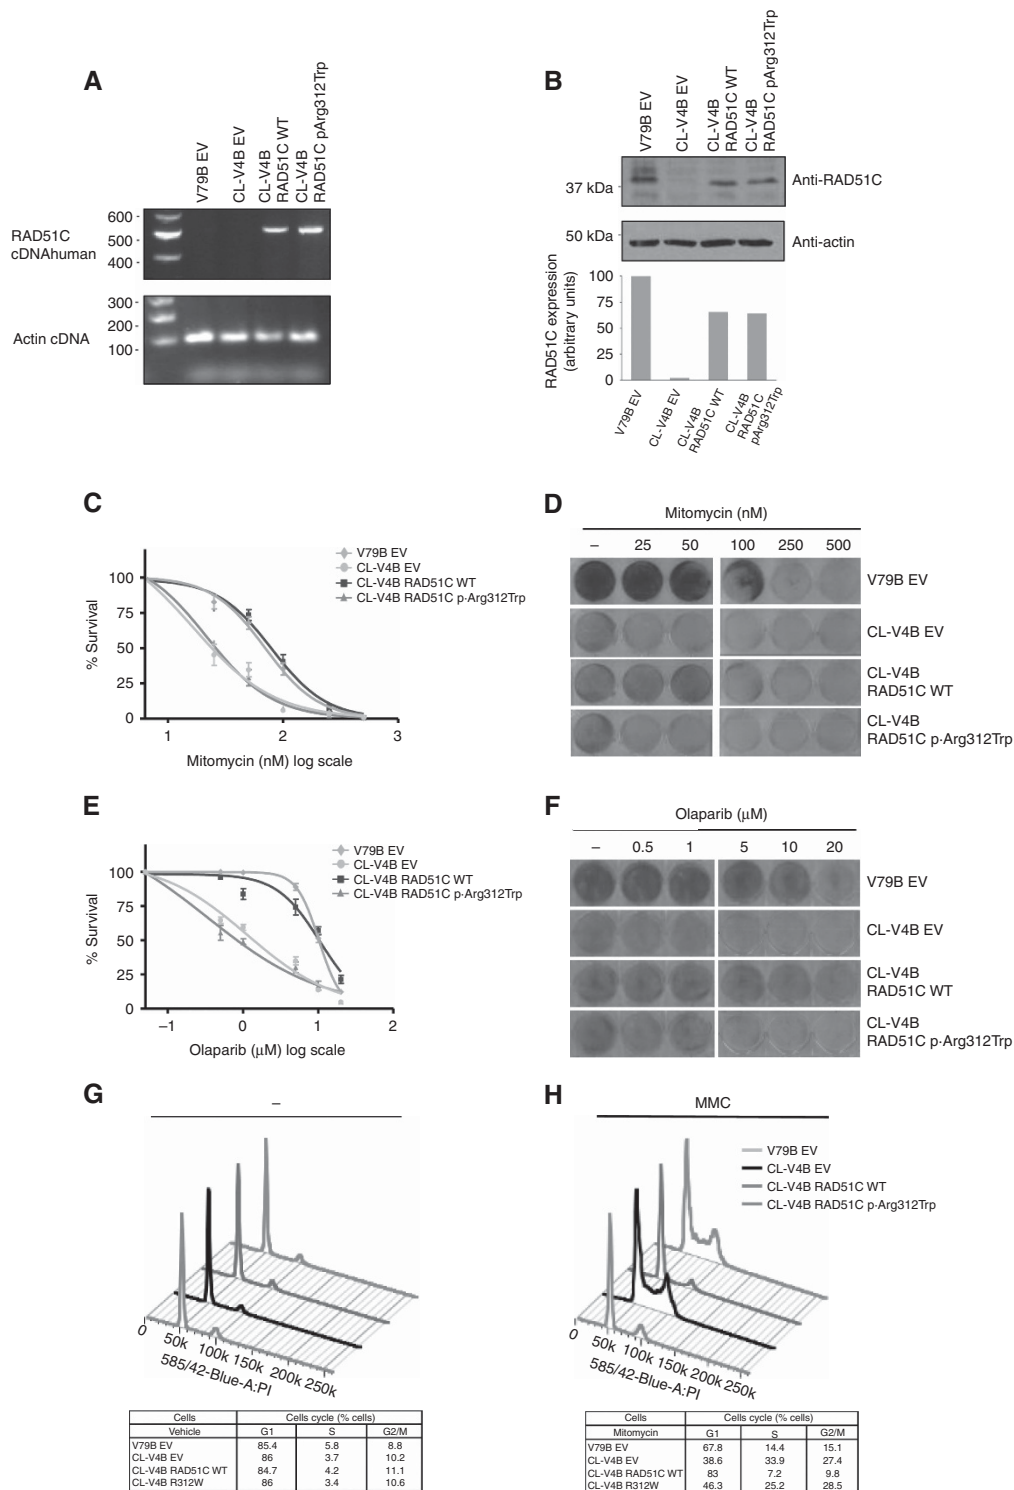 A
V79B EV
CL-V4B EV
CL-V4B
RAD51C WT
CL-V4B
RAD51C pArg312Trp
RAD51C
cDNAhuman
600
500
400
Actin cDNA
300
200
100
B
V79B EV
CL-V4B EV
CL-V4B
RAD51C WT
CL-V4B
RAD51C pArg312Trp
37 kDa
Anti-RAD51C
50 kDa
Anti-actin
RAD51C expression
(arbitrary units)
100
75
50
25
0
V79B EV
CL-V4B EV
CL-V4B
RAD51C WT
CL-V4B
RAD51C
pArg312Trp
C
V79B EV
CL-V4B EV
CL-V4B RAD51C WT
CL-V4B RAD51C p·Arg312Trp
% Survival
100
75
50
25
0
1 2 3
Mitomycin (nM) log scale
D
Mitomycin (nM)
– 25 50 100 250 500
V79B EV
CL-V4B EV
CL-V4B
RAD51C WT
CL-V4B
RAD51C p·Arg312Trp
E
V79B EV
CL-V4B EV
CL-V4B RAD51C WT
CL-V4B RAD51C p·Arg312Trp
% Survival
100
75
50
25
0
–1 0 1 2
Olaparib (μM) log scale
F
Olaparib (μM)
– 0.5 1 5 10 20
V79B EV
CL-V4B EV
CL-V4B
RAD51C WT
CL-V4B
RAD51C p·Arg312Trp
G
–
0 50k 100k 150k 200k 250k
585/42-Blue-A:PI
Cells Cells cycle (% cells)
Vehicle G1 S G2/M
V79B EV 85.4 5.8 8.8
CL-V4B EV 86 3.7 10.2
CL-V4B RAD51C WT 84.7 4.2 11.1
CL-V4B R312W 86 3.4 10.6
H
MMC
V79B EV
CL-V4B EV
CL-V4B RAD51C WT
CL-V4B RAD51C p·Arg312Trp
0 50k 100k 150k 200k 250k
585/42-Blue-A:PI
Cells Cells cycle (% cells)
Mitomycin G1 S G2/M
V79B EV 67.8 14.4 15.1
CL-V4B EV 38.6 33.9 27.4
CL-V4B RAD51C WT 83 7.2 9.8
CL-V4B R312W 46.3 25.2 28.5